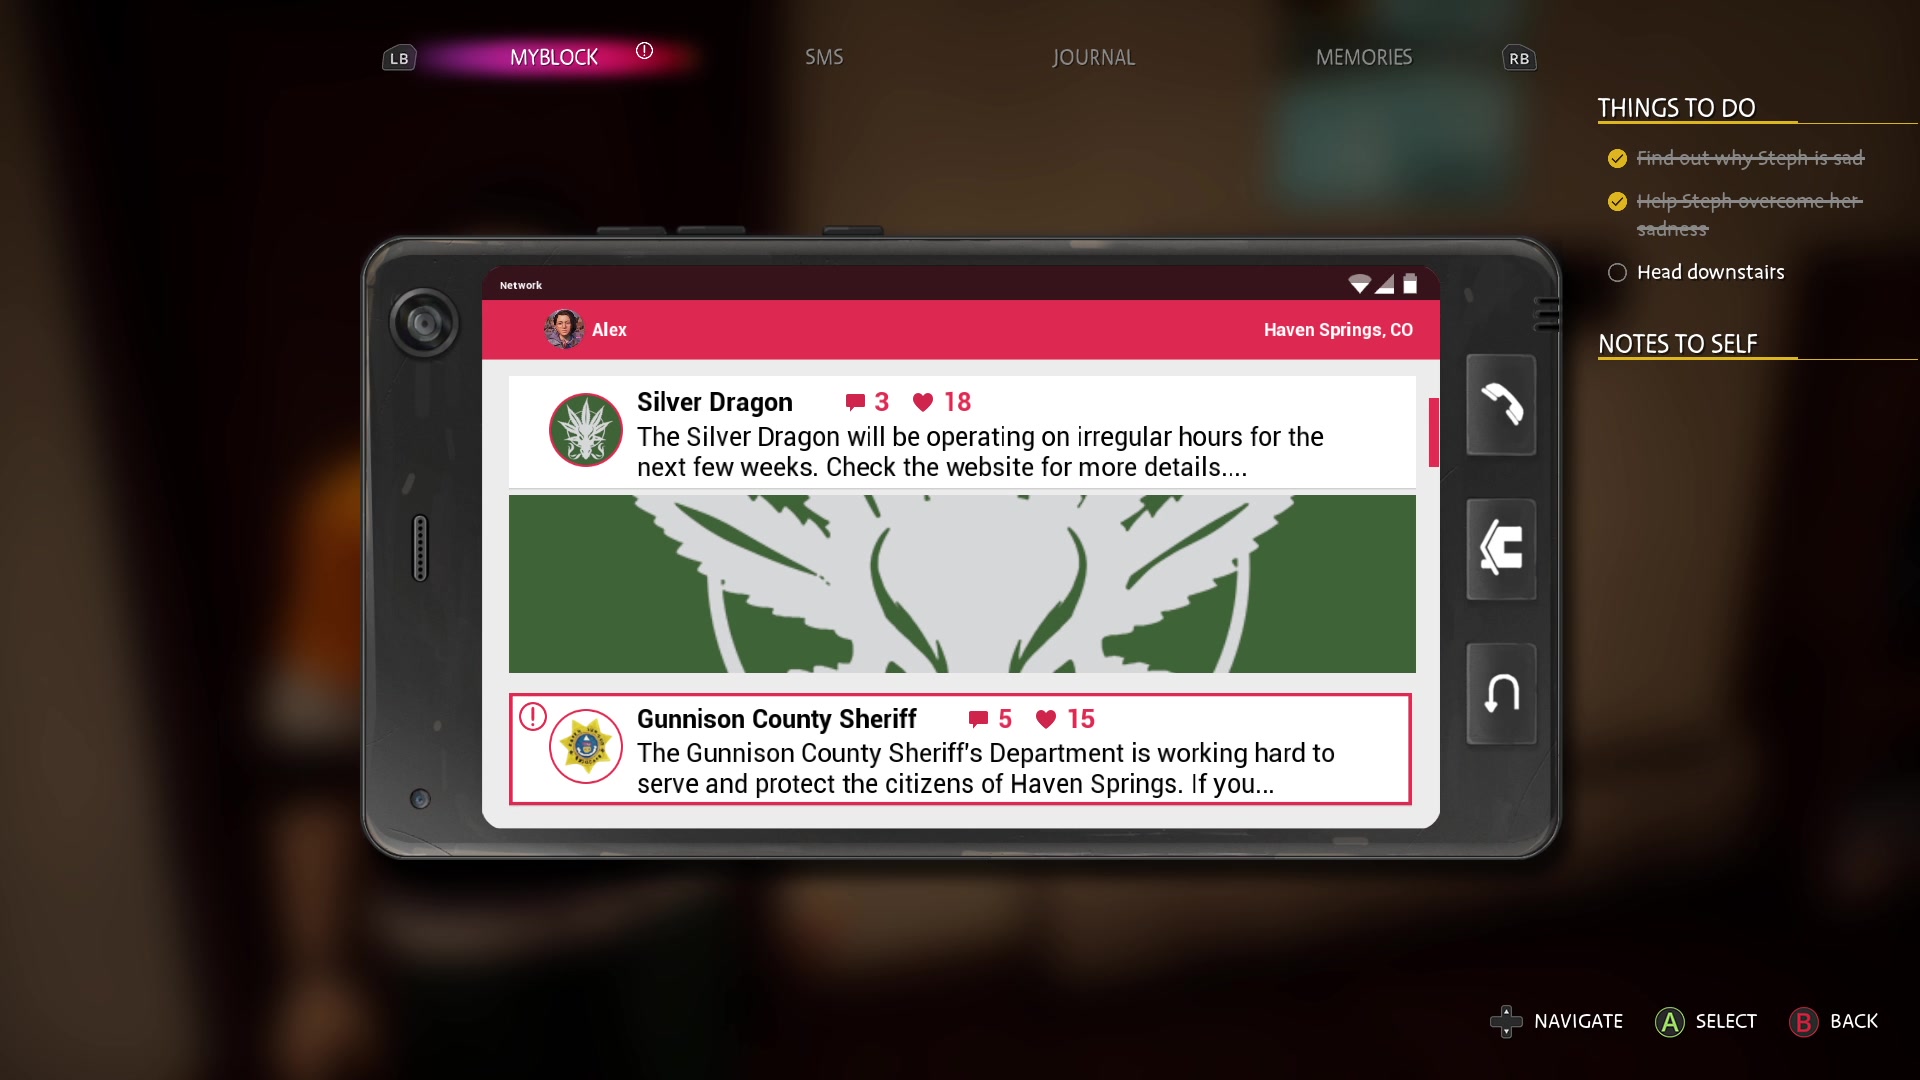 LB
MYBLOCK
SMS
JOURNAL
MEMORIES
RB
THINGS TO DO
Find out why Steph is sad
Help Steph overcome her
sadness
Head downstairs
NOTES TO SELF
Network
Alex
Haven Springs, CO
Silver Dragon 3 18
The Silver Dragon will be operating on irregular hours for the
next few weeks. Check the website for more details....
Gunnison County Sheriff 5 15
The Gunnison County Sheriff's Department is working hard to
serve and protect the citizens of Haven Springs. If you...
NAVIGATE
A SELECT
B BACK